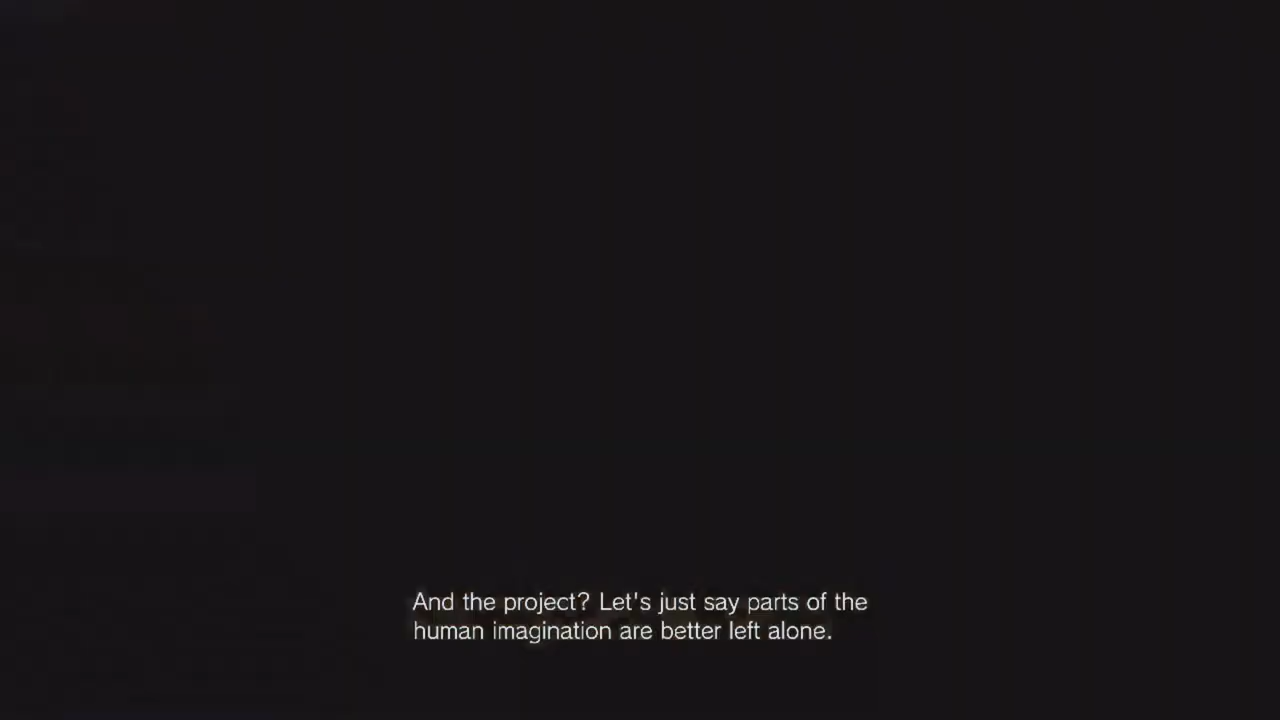 And the project? Let's just say parts of the
human imagination are better left alone.